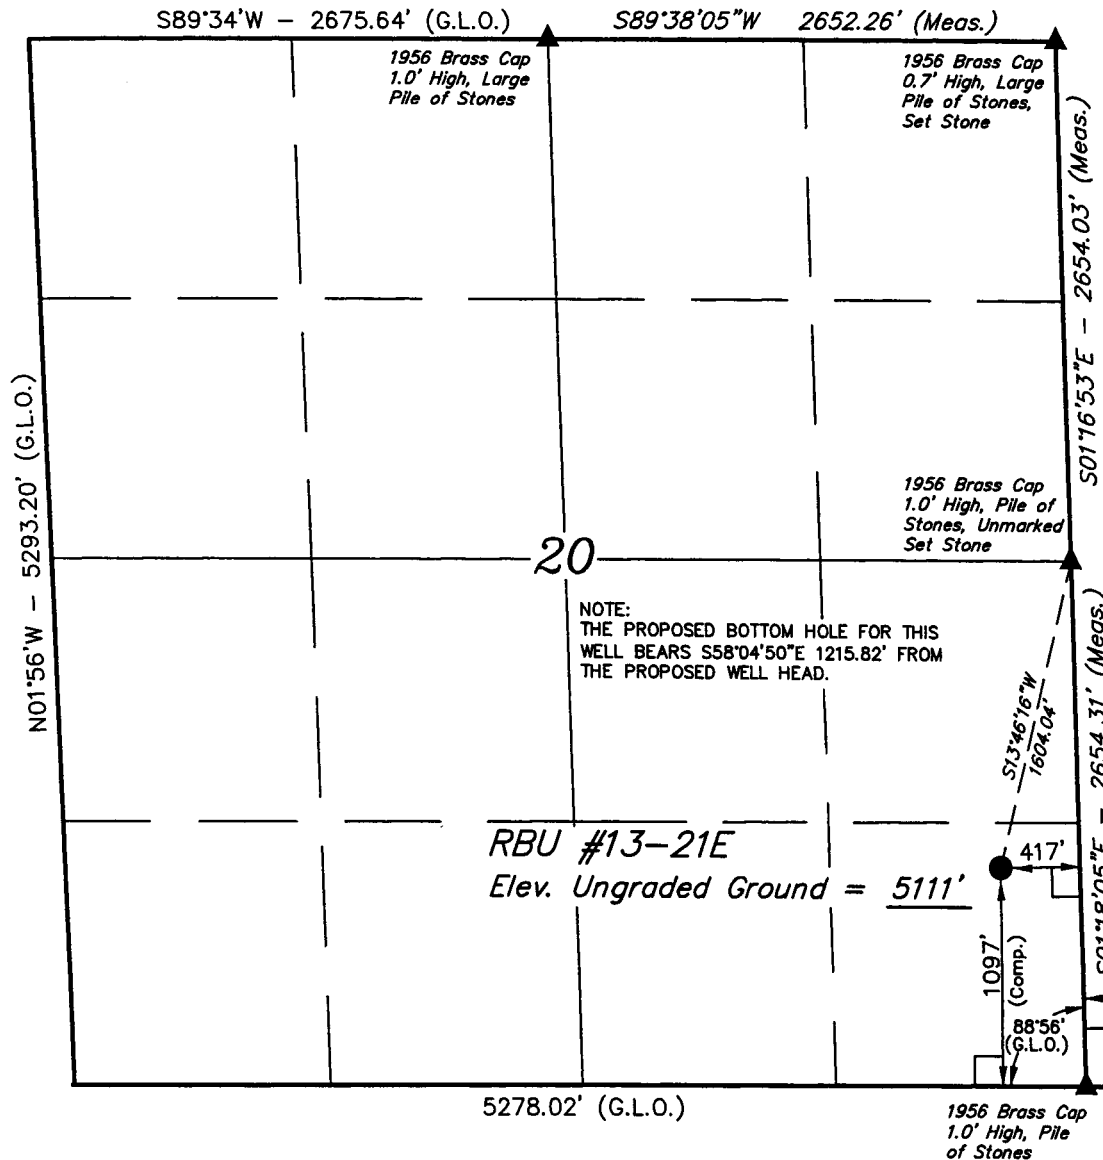 S89°34'W – 2675.64' (G.L.O.)
S89°38'05"W 2652.26' (Meas.)
1956 Brass Cap
1.0' High, Large
Pile of Stones
1956 Brass Cap
0.7' High, Large
Pile of Stones,
Set Stone
S01°16'53"E – 2654.03' (Meas.)
N01°56'W – 5293.20' (G.L.O.)
1956 Brass Cap
1.0' High, Pile of
Stones, Unmarked
Set Stone
20
NOTE:
THE PROPOSED BOTTOM HOLE FOR THIS
WELL BEARS S58°04'50"E 1215.82' FROM
THE PROPOSED WELL HEAD.
S13°46'16"W
1604.04'
S01°18'05"E – 2654.31' (Meas.)
RBU #13–21E
Elev. Ungraded Ground = 5111'
417'
1097'
(Comp.)
88°56'
(G.L.O.)
5278.02' (G.L.O.)
1956 Brass Cap
1.0' High, Pile
of Stones